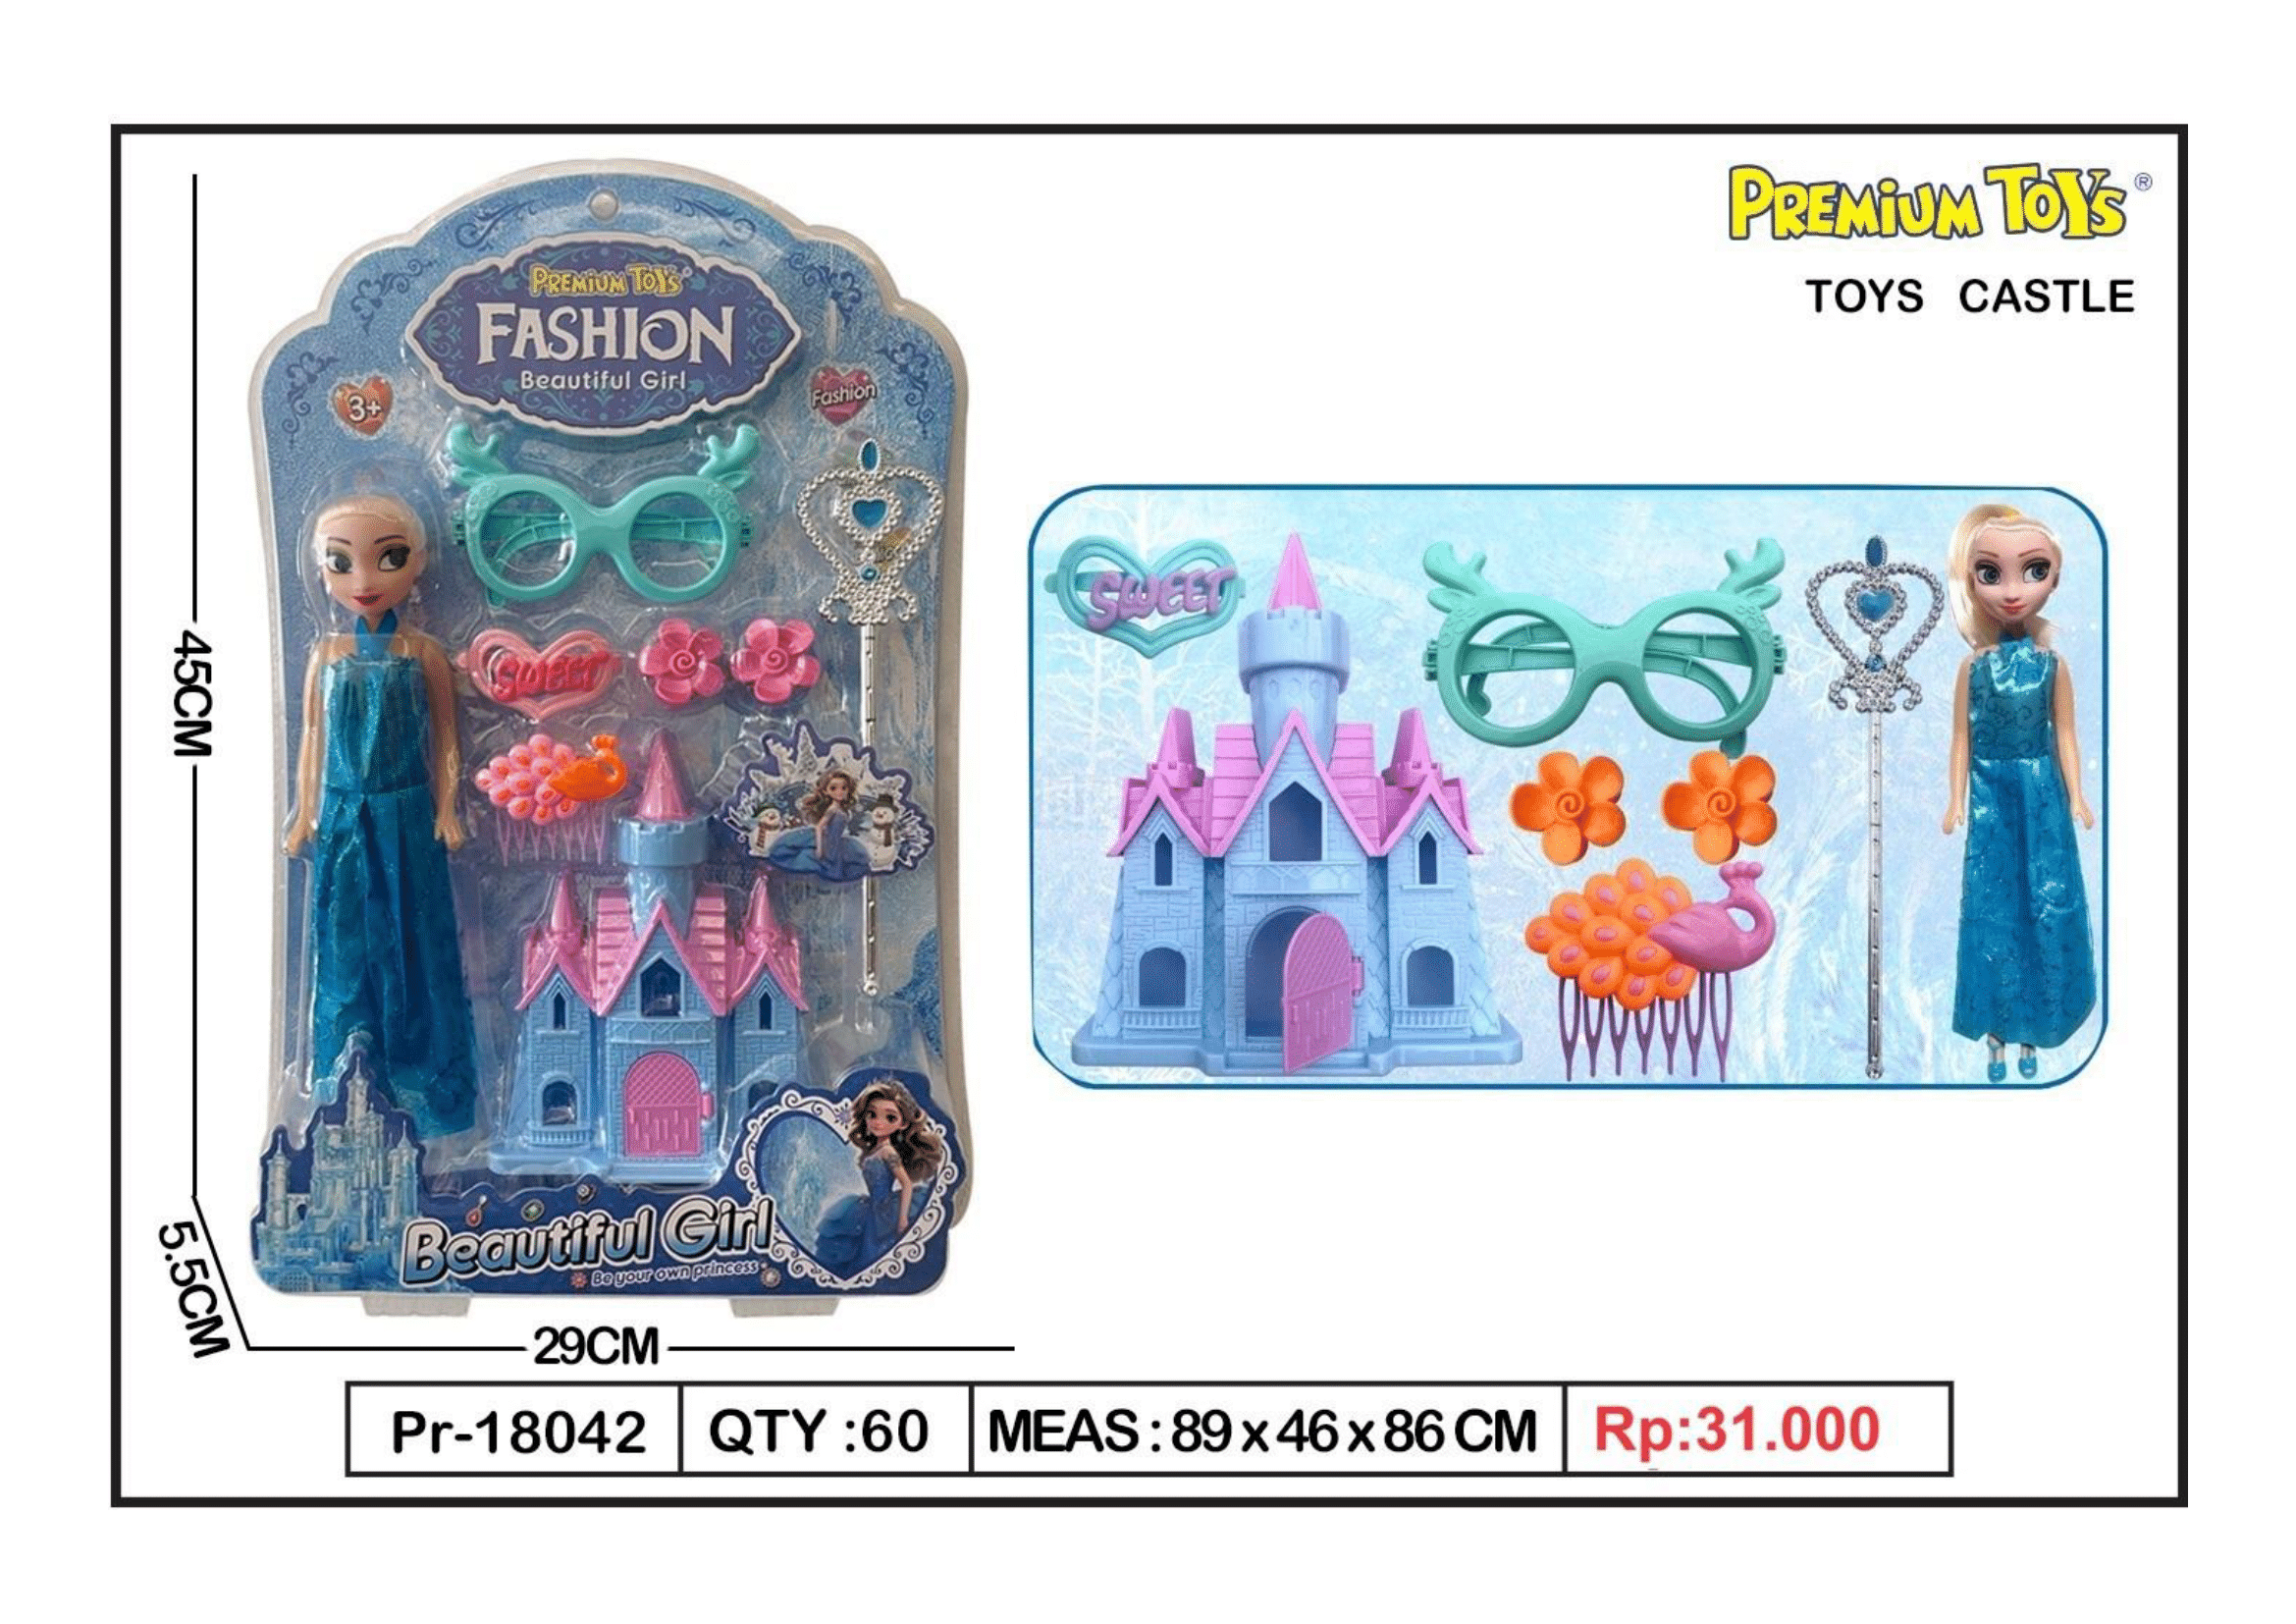 PREMiUM TOYS®
TOYS CASTLE
PREMiUM TOYS®
FASHION
Beautiful Girl
3+
Fashion
SWEET
SWEET
45CM
5.5CM
29CM
Beautiful Girl
Be your own princess
Pr-18042
QTY :60
MEAS : 89 x 46 x 86 CM
Rp:31.000